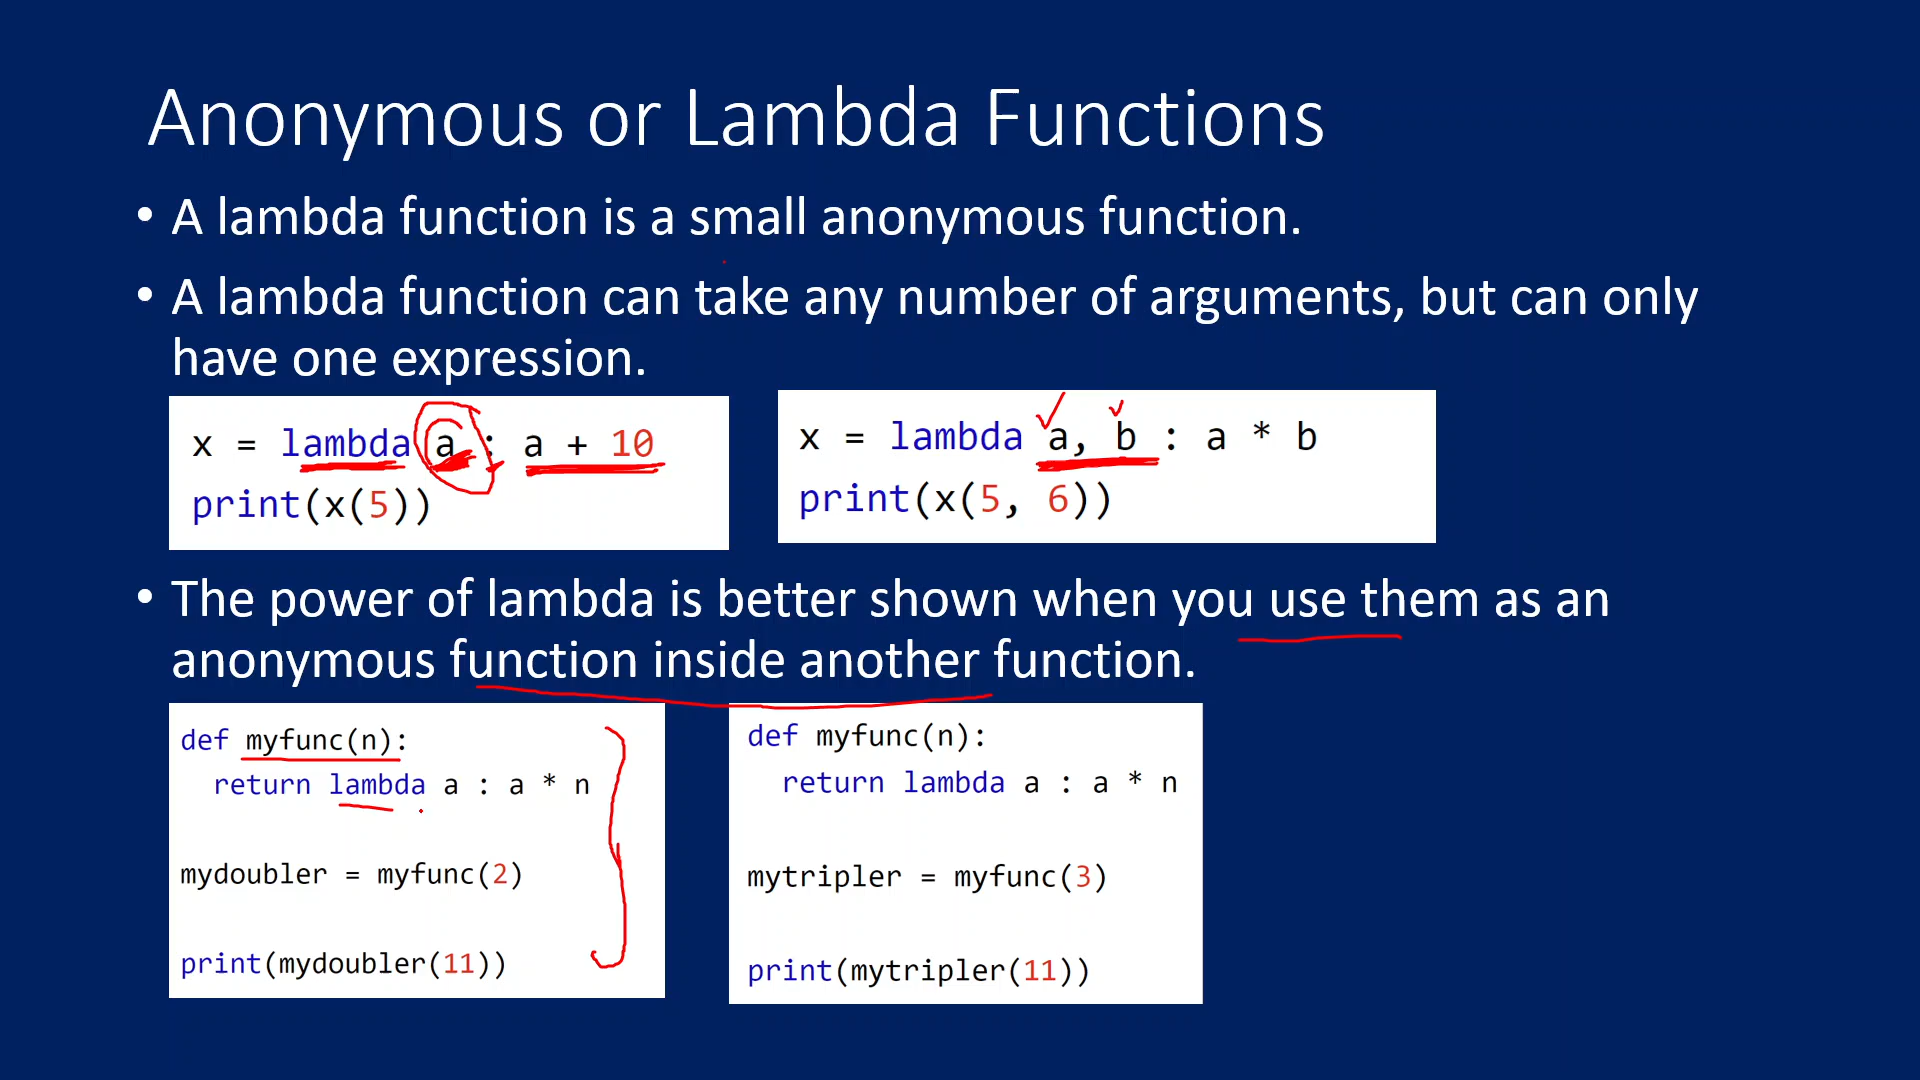 Anonymous or Lambda Functions
• A lambda function is a small anonymous function.
• A lambda function can take any number of arguments, but can only
have one expression.
x = lambda a : a + 10
print(x(5))
x = lambda a, b : a * b
print(x(5, 6))
• The power of lambda is better shown when you use them as an
anonymous function inside another function.
def myfunc(n):
  return lambda a : a * n
mydoubler = myfunc(2)
print(mydoubler(11))
def myfunc(n):
  return lambda a : a * n
mytripler = myfunc(3)
print(mytripler(11))